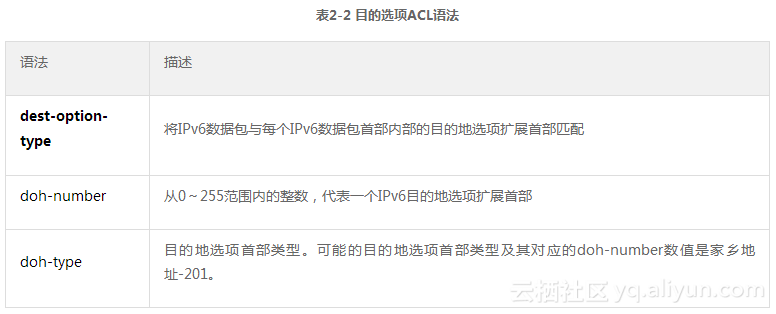 表2-2 目的选项ACL语法
语法
描述
dest-option-
type
将IPv6数据包与每个IPv6数据包首部内部的目的地选项扩展首部匹配
doh-number
从0～255范围内的整数，代表一个IPv6目的地选项扩展首部
doh-type
目的地选项首部类型。可能的目的地选项首部类型及其对应的doh-number数值是家乡地
址-201。
云栖社区 yq.aliyun.com